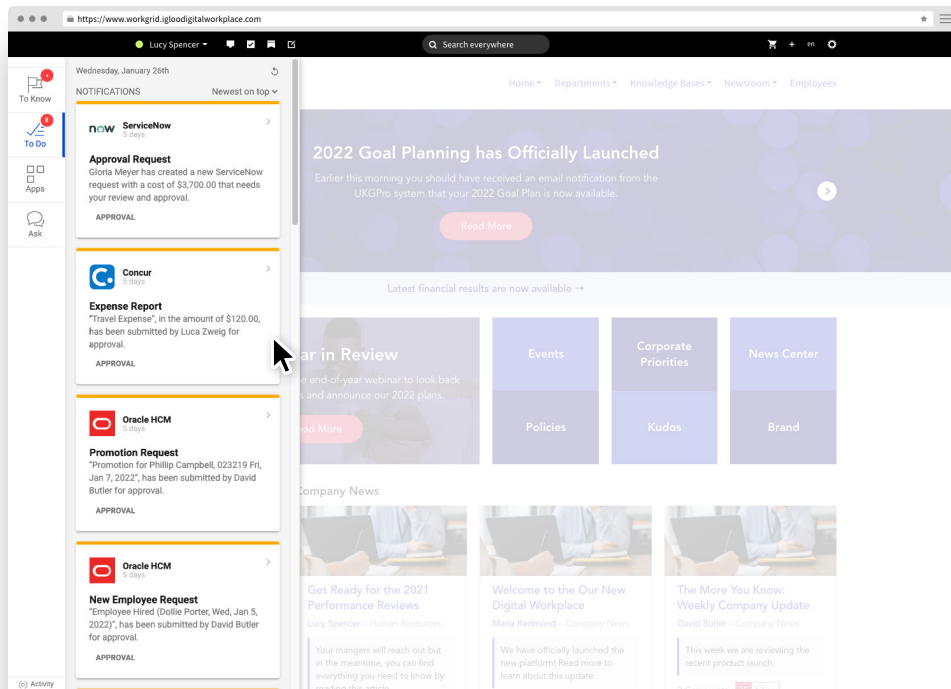 https://www.workgrid.igloodigitalworkplace.com
Lucy Spencer
Search everywhere
en
To Know
8
To Do
Apps
Ask
Activity
Wednesday, January 26th
NOTIFICATIONS
Newest on top
now ServiceNow
5 days
Approval Request
Gloria Meyer has created a new ServiceNow
request with a cost of $3,700.00 that needs
your review and approval.
APPROVAL
Concur
5 days
Expense Report
"Travel Expense", in the amount of $120.00,
has been submitted by Luca Zweig for
approval.
APPROVAL
Oracle HCM
5 days
Promotion Request
"Promotion for Phillip Campbell, 023219 Fri,
Jan 7, 2022", has been submitted by David
Butler for approval.
APPROVAL
Oracle HCM
5 days
New Employee Request
"Employee Hired (Dollie Porter, Wed, Jan 5,
2022)", has been submitted by David Butler
for approval.
APPROVAL
Home Departments Knowledge Bases Newsroom Employees
2022 Goal Planning has Officially Launched
Earlier this morning you should have received an email notification from the
UKGPro system that your 2022 Goal Plan is now available.
Read More
Latest financial results are now available →
ar in Review
e end-of-year webinar to look back
s and announce our 2022 plans.
ad More
Events
Corporate
Priorities
News Center
Policies
Kudos
Brand
Company News
Get Ready for the 2021
Performance Reviews
Lucy Spencer – Human Resources
Your mangers will reach out but
in the meantime, you can find
everything you need to know by
reading this article.
Welcome to the Our New
Digital Workplace
Maria Redmond – Company News
We have officially launched the
new platform! Read more to
learn about this update.
The More You Know:
Weekly Company Update
David Butler – Company News
This week we are reviewing the
recent product launch.